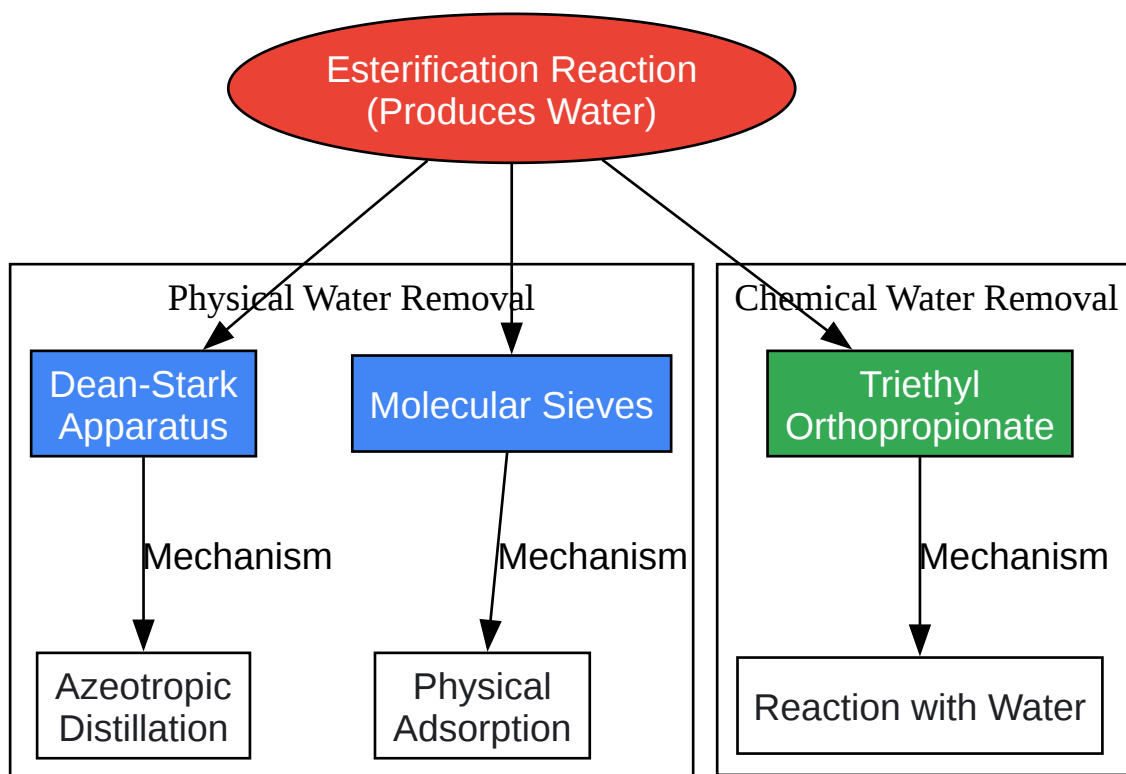 Esterification Reaction
(Produces Water)
Physical Water Removal
Chemical Water Removal
Dean-Stark
Apparatus
Molecular Sieves
Triethyl
Orthopropionate
Mechanism
Mechanism
Mechanism
Azeotropic
Distillation
Physical
Adsorption
Reaction with Water